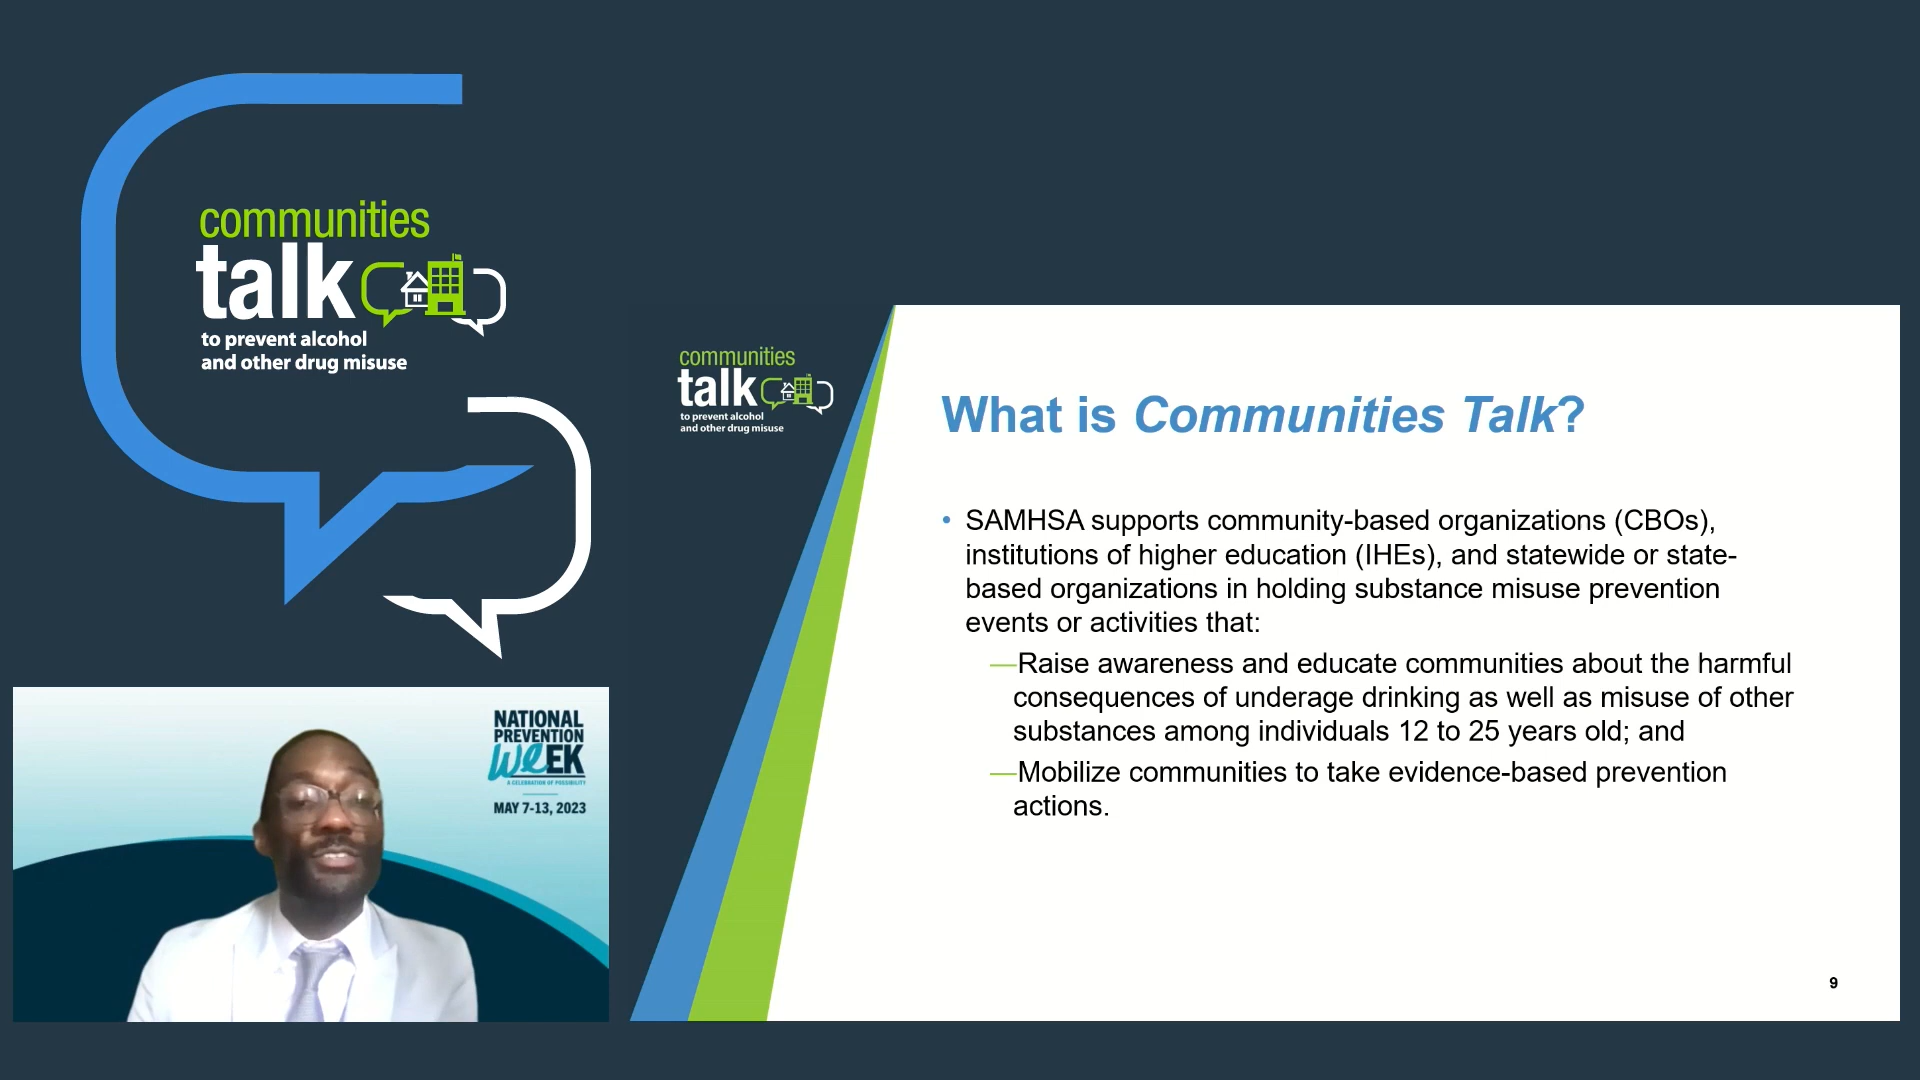 communities
talk
to prevent alcohol
and other drug misuse
NATIONAL
PREVENTION
WeEK
A CELEBRATION OF POSSIBILITY
MAY 7-13, 2023
communities
talk
to prevent alcohol
and other drug misuse
What is Communities Talk?
• SAMHSA supports community-based organizations (CBOs),
institutions of higher education (IHEs), and statewide or state-
based organizations in holding substance misuse prevention
events or activities that:
—Raise awareness and educate communities about the harmful
consequences of underage drinking as well as misuse of other
substances among individuals 12 to 25 years old; and
—Mobilize communities to take evidence-based prevention
actions.
9